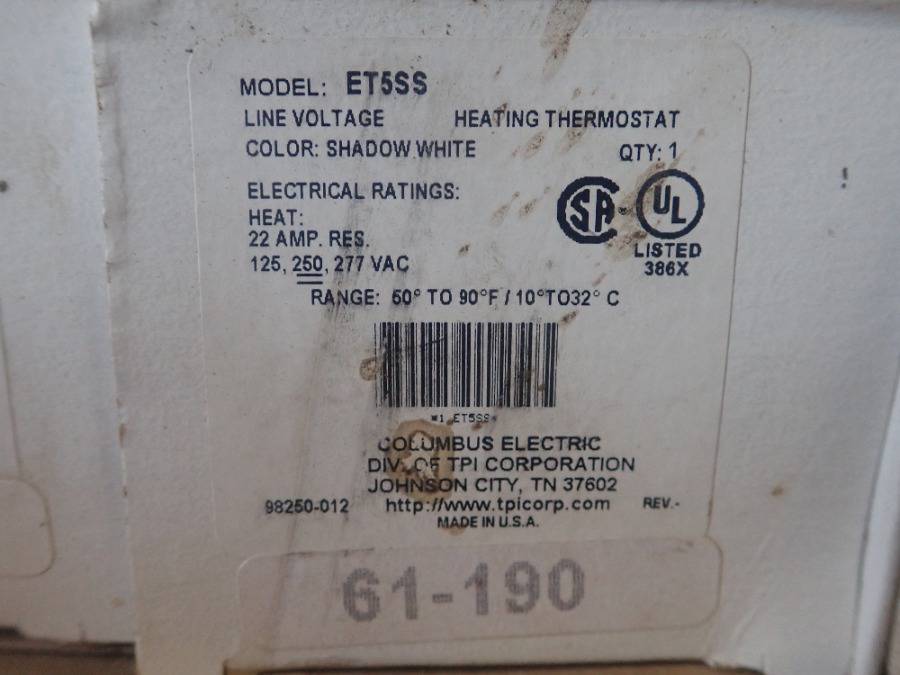 MODEL: ET5SS
LINE VOLTAGE HEATING THERMOSTAT
COLOR: SHADOW WHITE QTY: 1
ELECTRICAL RATINGS:
HEAT:
22 AMP. RES.
125, 250, 277 VAC
SA UL
LISTED
386X
RANGE: 50° TO 90°F / 10°TO32° C
*1 ET5SS*
COLUMBUS ELECTRIC
DIV. OF TPI CORPORATION
JOHNSON CITY, TN 37602
98250-012 http://www.tpicorp.com REV.-
MADE IN U.S.A.
61-190